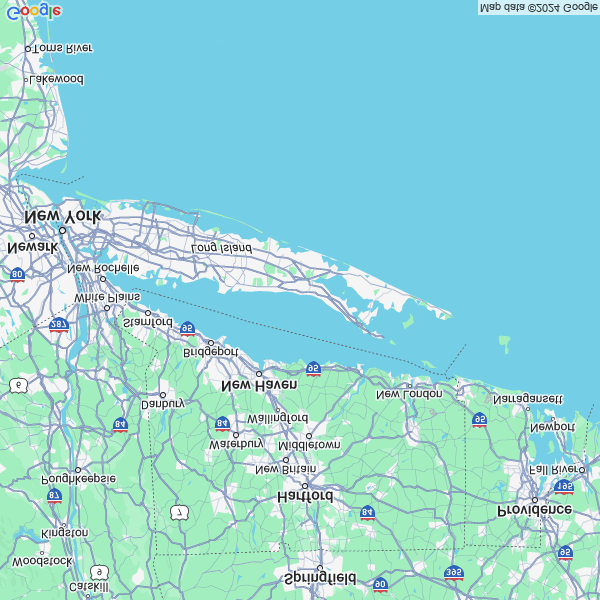 Google
Map data ©2024 Google
Toms River
Lakewood
New York
Newark
Long Island
80
New Rochelle
White Plains
287
Stamford
95
Bridgeport
95
9
New Haven
New London
Narragansett
Danbury
Wallingford
84
84
95
Newport
Waterbury
Middletown
New Britain
Fall River
Poughkeepsie
87
Hartford
195
7
84
Providence
Kingston
95
Woodstock
9
Springfield
395
90
Catskill